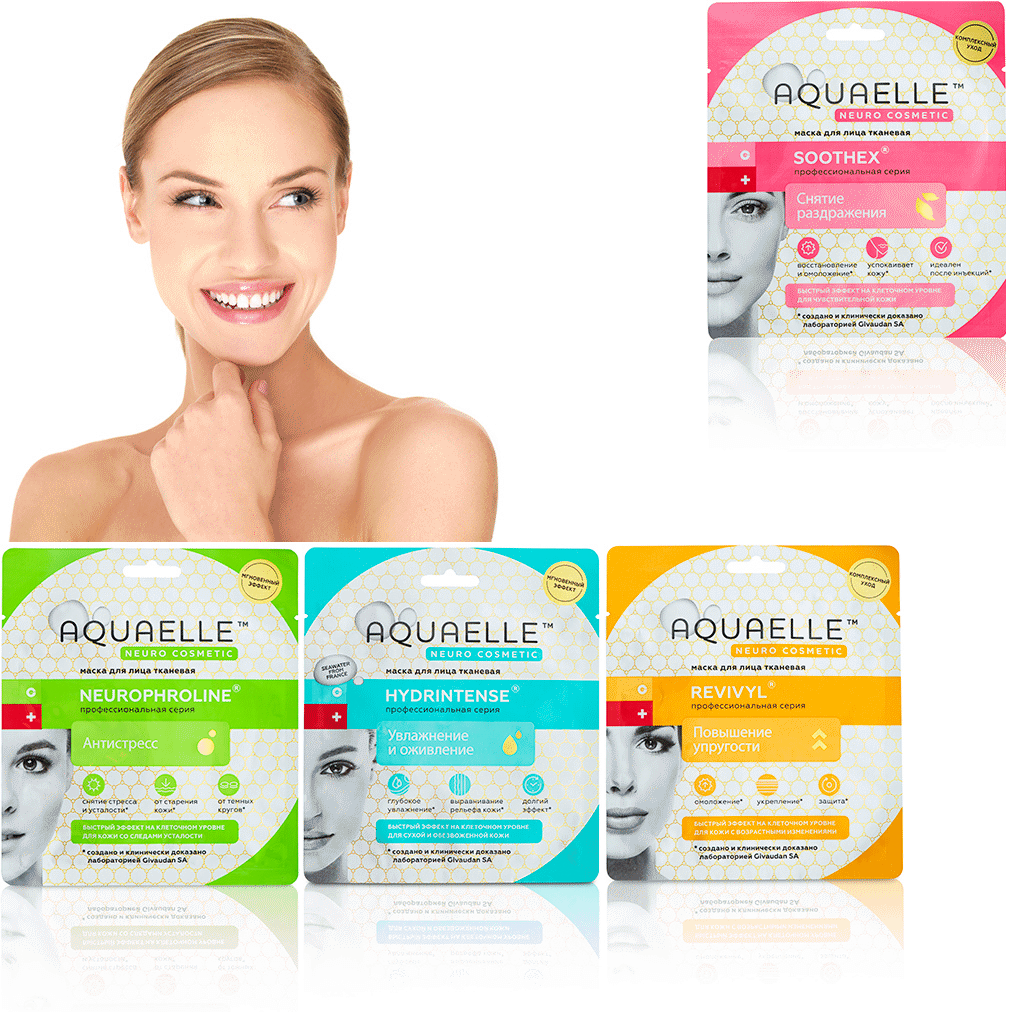 КОМПЛЕКСНЫЙ
УХОД
AQUAELLE™
NEURO COSMETIC
маска для лица тканевая
SOOTHEX®
профессиональная серия
Снятие
раздражения
восстановление
и омоложение*
успокаивает
кожу*
идеален
после инъекций*
БЫСТРЫЙ ЭФФЕКТ НА КЛЕТОЧНОМ УРОВНЕ
ДЛЯ ЧУВСТВИТЕЛЬНОЙ КОЖИ
* создано и клинически доказано
лабораторией Givaudan SA
МГНОВЕННЫЙ
ЭФФЕКТ
AQUAELLE™
NEURO COSMETIC
маска для лица тканевая
NEUROPHROLINE®
профессиональная серия
Антистресс
снятие стресса
и усталости*
от старения
кожи*
от темных
кругов*
БЫСТРЫЙ ЭФФЕКТ НА КЛЕТОЧНОМ УРОВНЕ
ДЛЯ КОЖИ СО СЛЕДАМИ УСТАЛОСТИ
* создано и клинически доказано
лабораторией Givaudan SA
МГНОВЕННЫЙ
ЭФФЕКТ
AQUAELLE™
NEURO COSMETIC
маска для лица тканевая
SEAWATER
FROM
FRANCE
HYDRINTENSE®
профессиональная серия
Увлажнение
и оживление
глубокое
увлажнение*
выравнивание
рельефа кожи*
долгий
эффект*
БЫСТРЫЙ ЭФФЕКТ НА КЛЕТОЧНОМ УРОВНЕ
ДЛЯ СУХОЙ И ОБЕЗВОЖЕННОЙ КОЖИ
* создано и клинически доказано
лабораторией Givaudan SA
КОМПЛЕКСНЫЙ
УХОД
AQUAELLE™
NEURO COSMETIC
маска для лица тканевая
REVIVYL®
профессиональная серия
Повышение
упругости
омоложение*
укрепление*
защита*
БЫСТРЫЙ ЭФФЕКТ НА КЛЕТОЧНОМ УРОВНЕ
ДЛЯ КОЖИ С ВОЗРАСТНЫМИ ИЗМЕНЕНИЯМИ
* создано и клинически доказано
лабораторией Givaudan SA